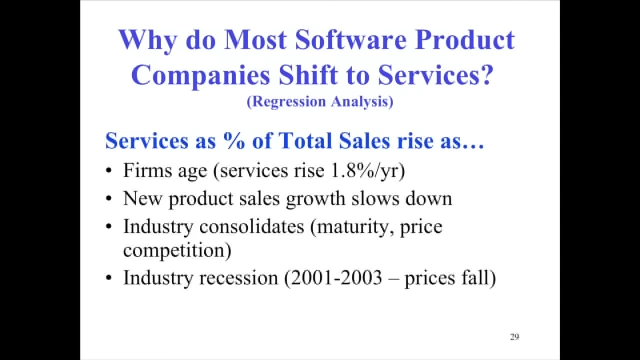 Why do Most Software Product
Companies Shift to Services?
(Regression Analysis)
Services as % of Total Sales rise as…
• Firms age (services rise 1.8%/yr)
• New product sales growth slows down
• Industry consolidates (maturity, price
competition)
• Industry recession (2001-2003 – prices fall)
29